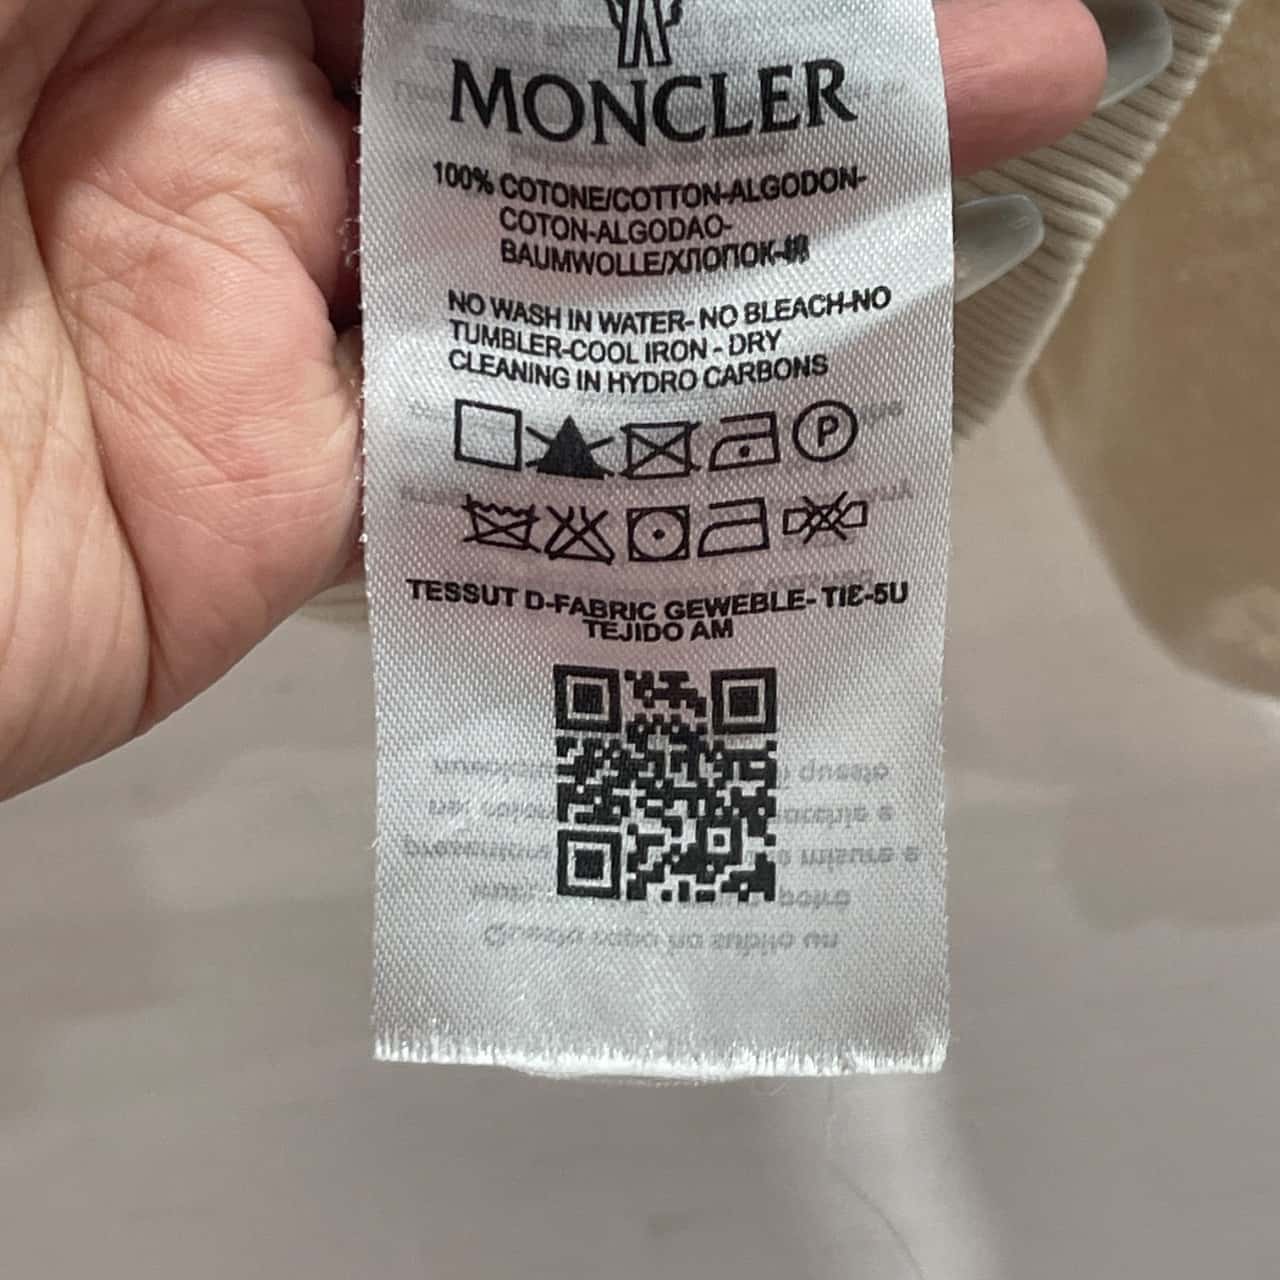 MONCLER
100% COTONE/COTTON-ALGODON-
COTON-ALGODAO-
BAUMWOLLE/ХЛОПОК-棉
NO WASH IN WATER- NO BLEACH-NO
TUMBLER-COOL IRON - DRY
CLEANING IN HYDRO CARBONS
P
TESSUT D-FABRIC GEWEBLE- TIE-5U
TEJIDO AM